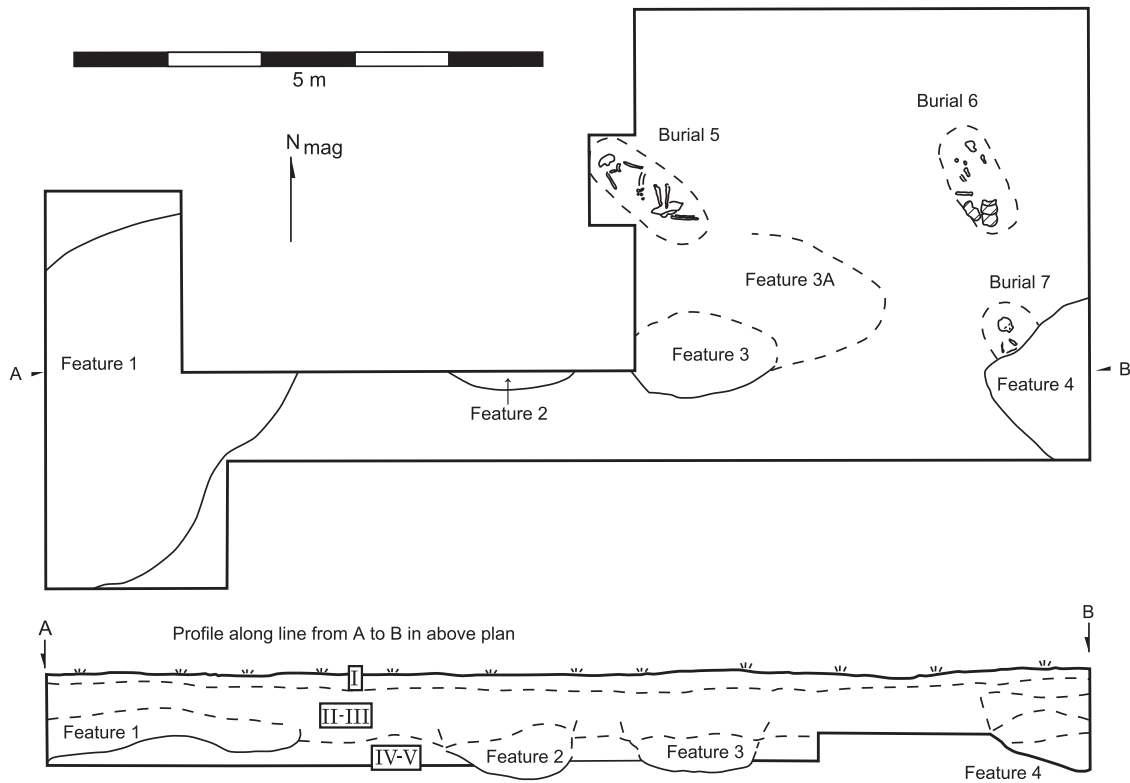 5 m
N mag
Burial 5
Burial 6
Feature 3A
Burial 7
A
Feature 1
Feature 3
B
Feature 4
Feature 2
A
Profile along line from A to B in above plan
B
I
II-III
Feature 1
IV-V
Feature 2
Feature 3
Feature 4